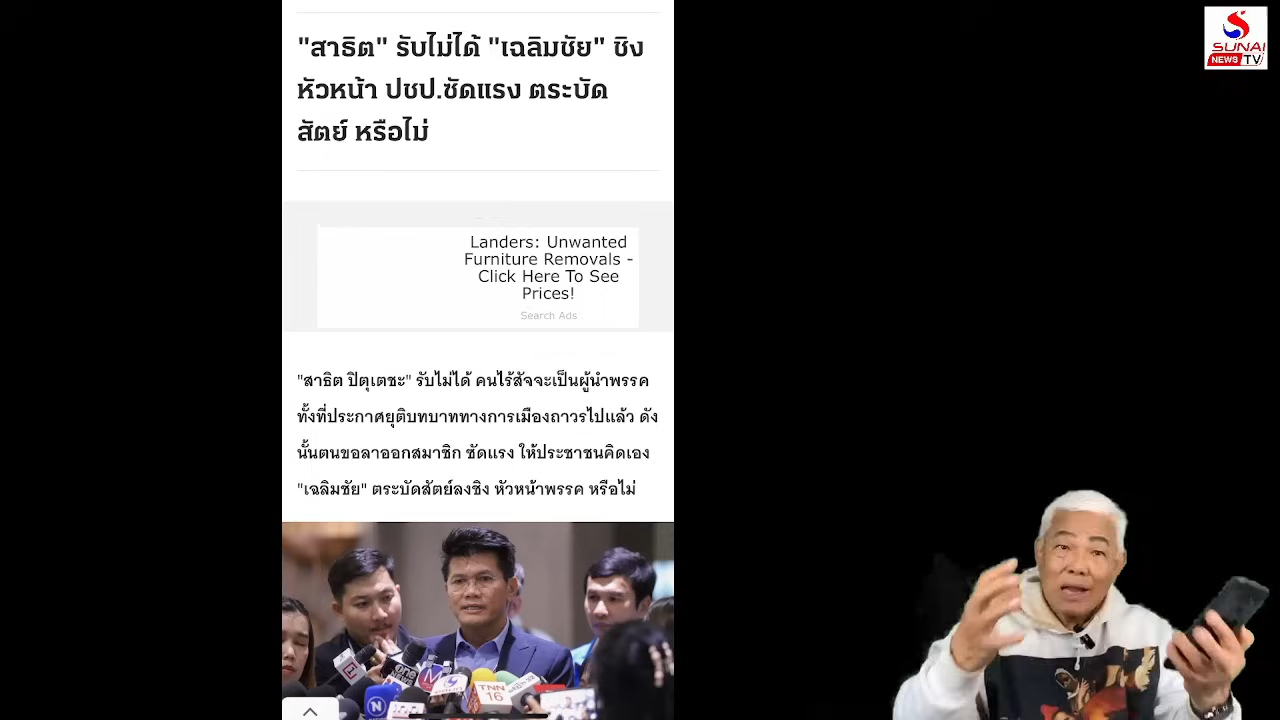 "สาธิต" รับไม่ได้ "เฉลิมชัย" ชิง
หัวหน้า ปชป.ซัดแรง ตระบัด
สัตย์ หรือไม่
SUNAI
NEWS TV
Landers: Unwanted
Furniture Removals -
Click Here To See
Prices!
Search Ads
"สาธิต ปิตุเตชะ" รับไม่ได้ คนไร้สัจจะเป็นผู้นำพรรค
ทั้งที่ประกาศยุติบทบาททางการเมืองถาวรไปแล้ว ดัง
นั้นตนขอลาออกสมาชิก ซัดแรง ให้ประชาชนคิดเอง
"เฉลิมชัย" ตระบัดสัตย์ลงชิง หัวหน้าพรรค หรือไม่
one
NEWS
TNN
16
N